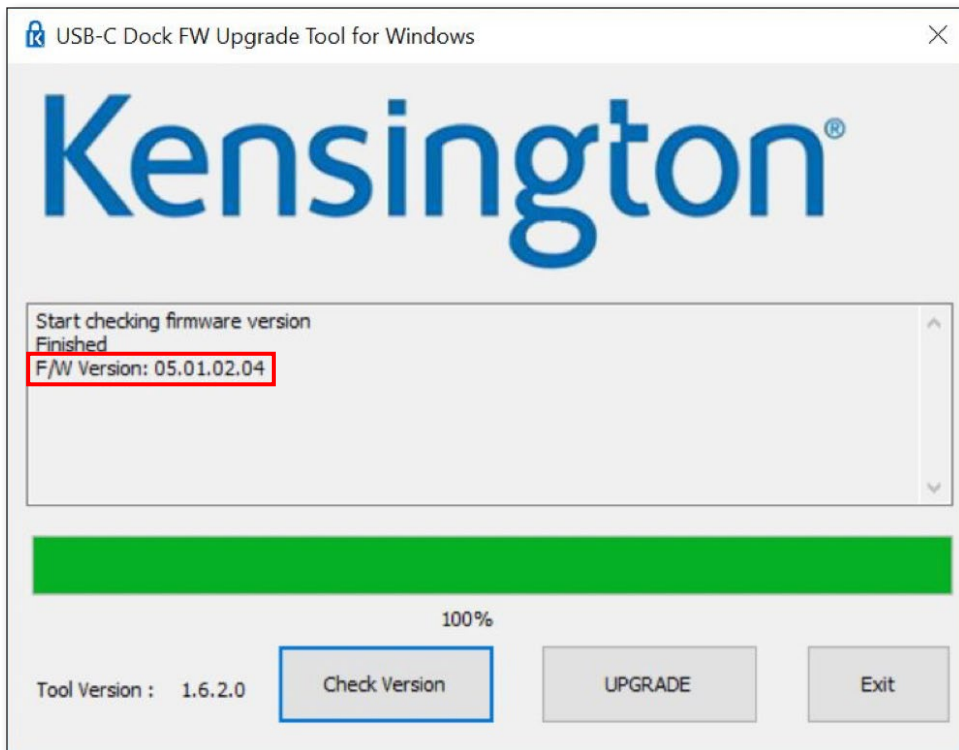 USB-C Dock FW Upgrade Tool for Windows
Kensington®
Start checking firmware version
Finished
F/W Version: 05.01.02.04
100%
Tool Version : 1.6.2.0
Check Version
UPGRADE
Exit